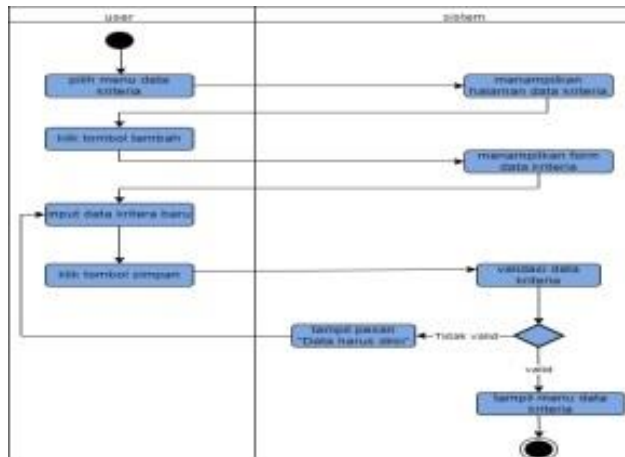 user
sistem
pilih menu data
kriteria
menampilkan
halaman data kriteria
klik tombol tambah
menampilkan form
data kriteria
input data kritera baru
klik tombol simpan
validasi data
kriteria
tampil pesan
"Data harus diisi"
Tidak valid
valid
tampil menu data
kriteria